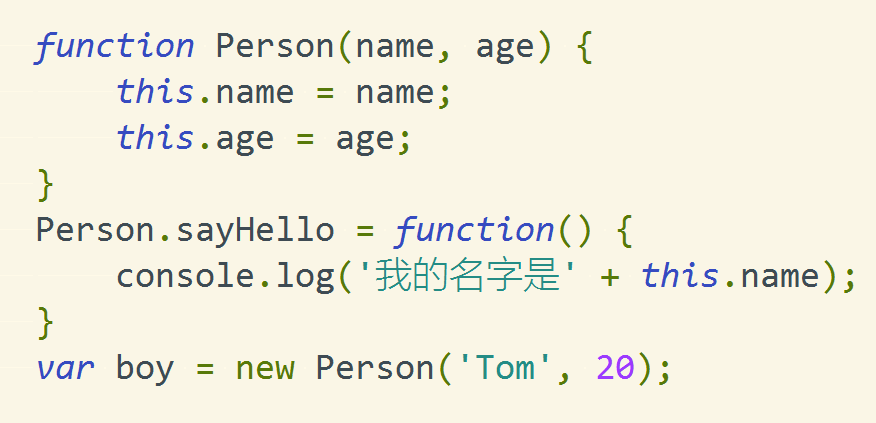 function Person(name, age) {
    this.name = name;
    this.age = age;
}
Person.sayHello = function() {
    console.log('我的名字是' + this.name);
}
var boy = new Person('Tom', 20);